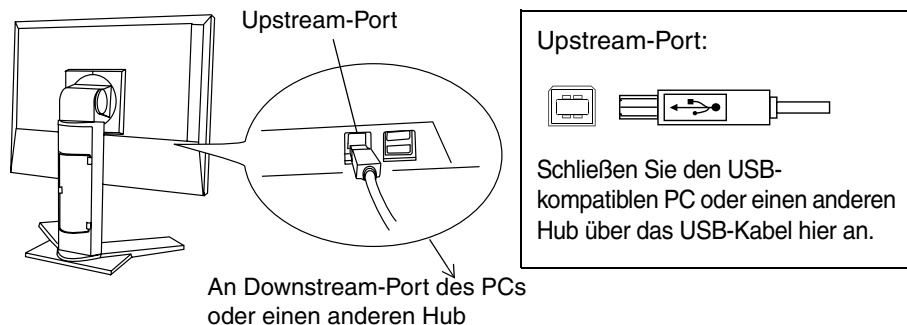 Upstream-Port
An Downstream-Port des PCs
oder einen anderen Hub
Upstream-Port:
Schließen Sie den USB-
kompatiblen PC oder einen anderen
Hub über das USB-Kabel hier an.